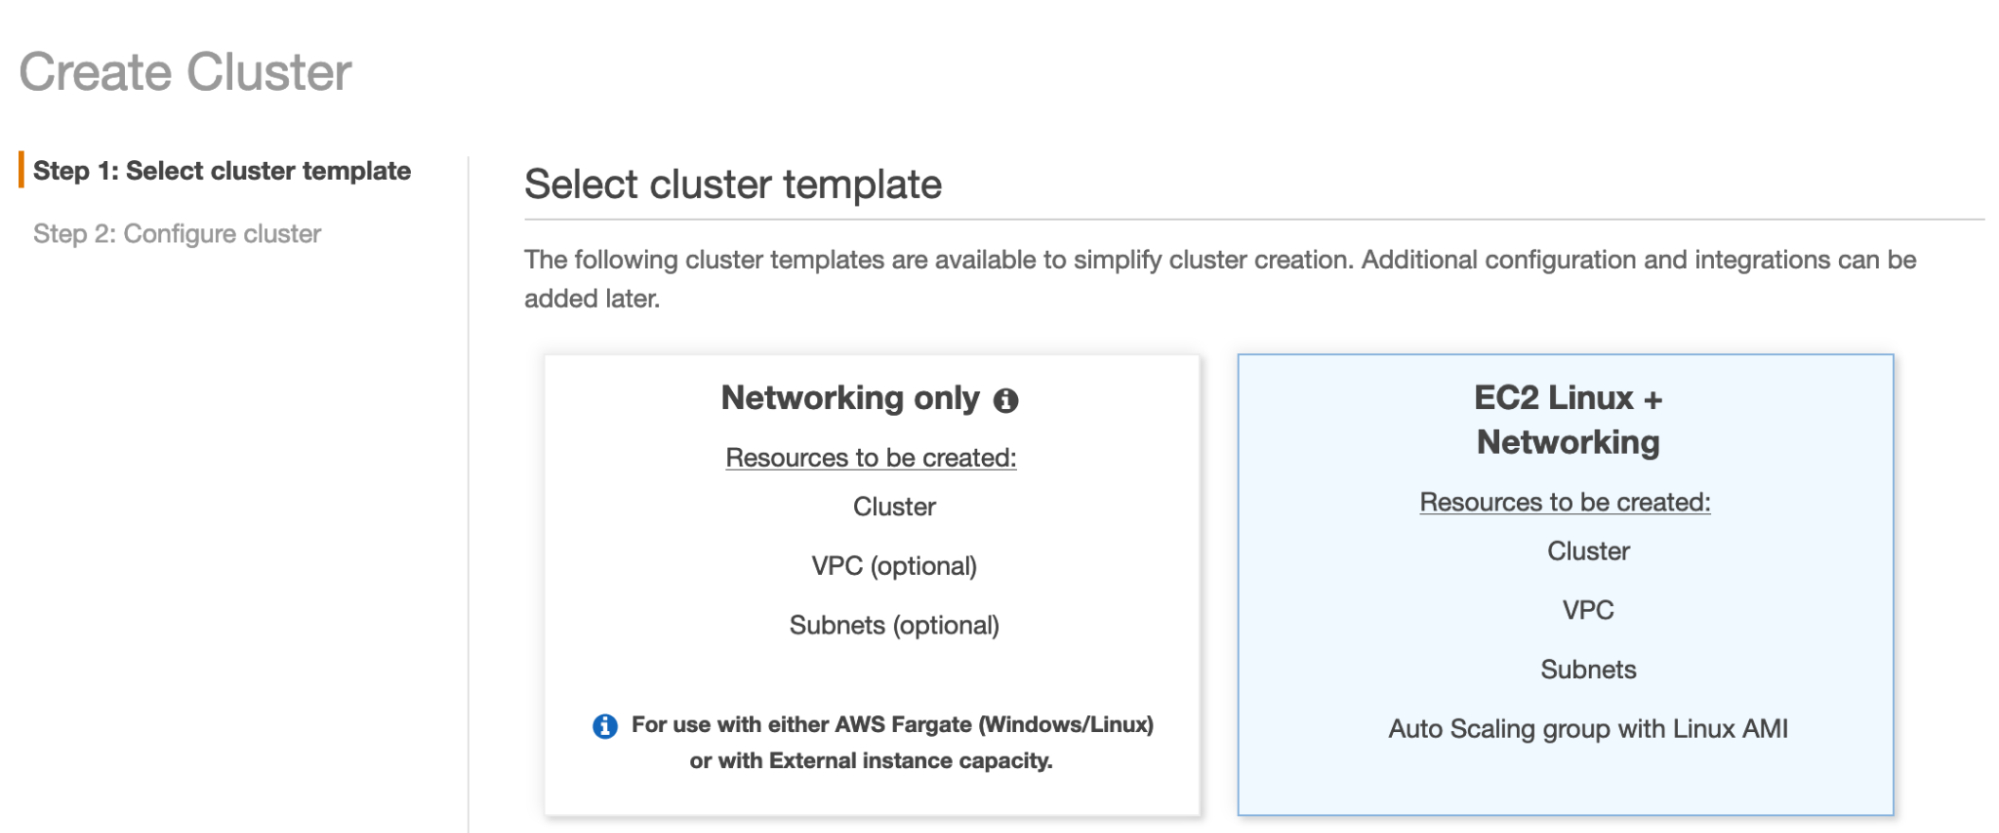 Create Cluster
Step 1: Select cluster template
Step 2: Configure cluster
Select cluster template
The following cluster templates are available to simplify cluster creation. Additional configuration and integrations can be
added later.
Networking only
Resources to be created:
Cluster
VPC (optional)
Subnets (optional)
For use with either AWS Fargate (Windows/Linux)
or with External instance capacity.
EC2 Linux +
Networking
Resources to be created:
Cluster
VPC
Subnets
Auto Scaling group with Linux AMI